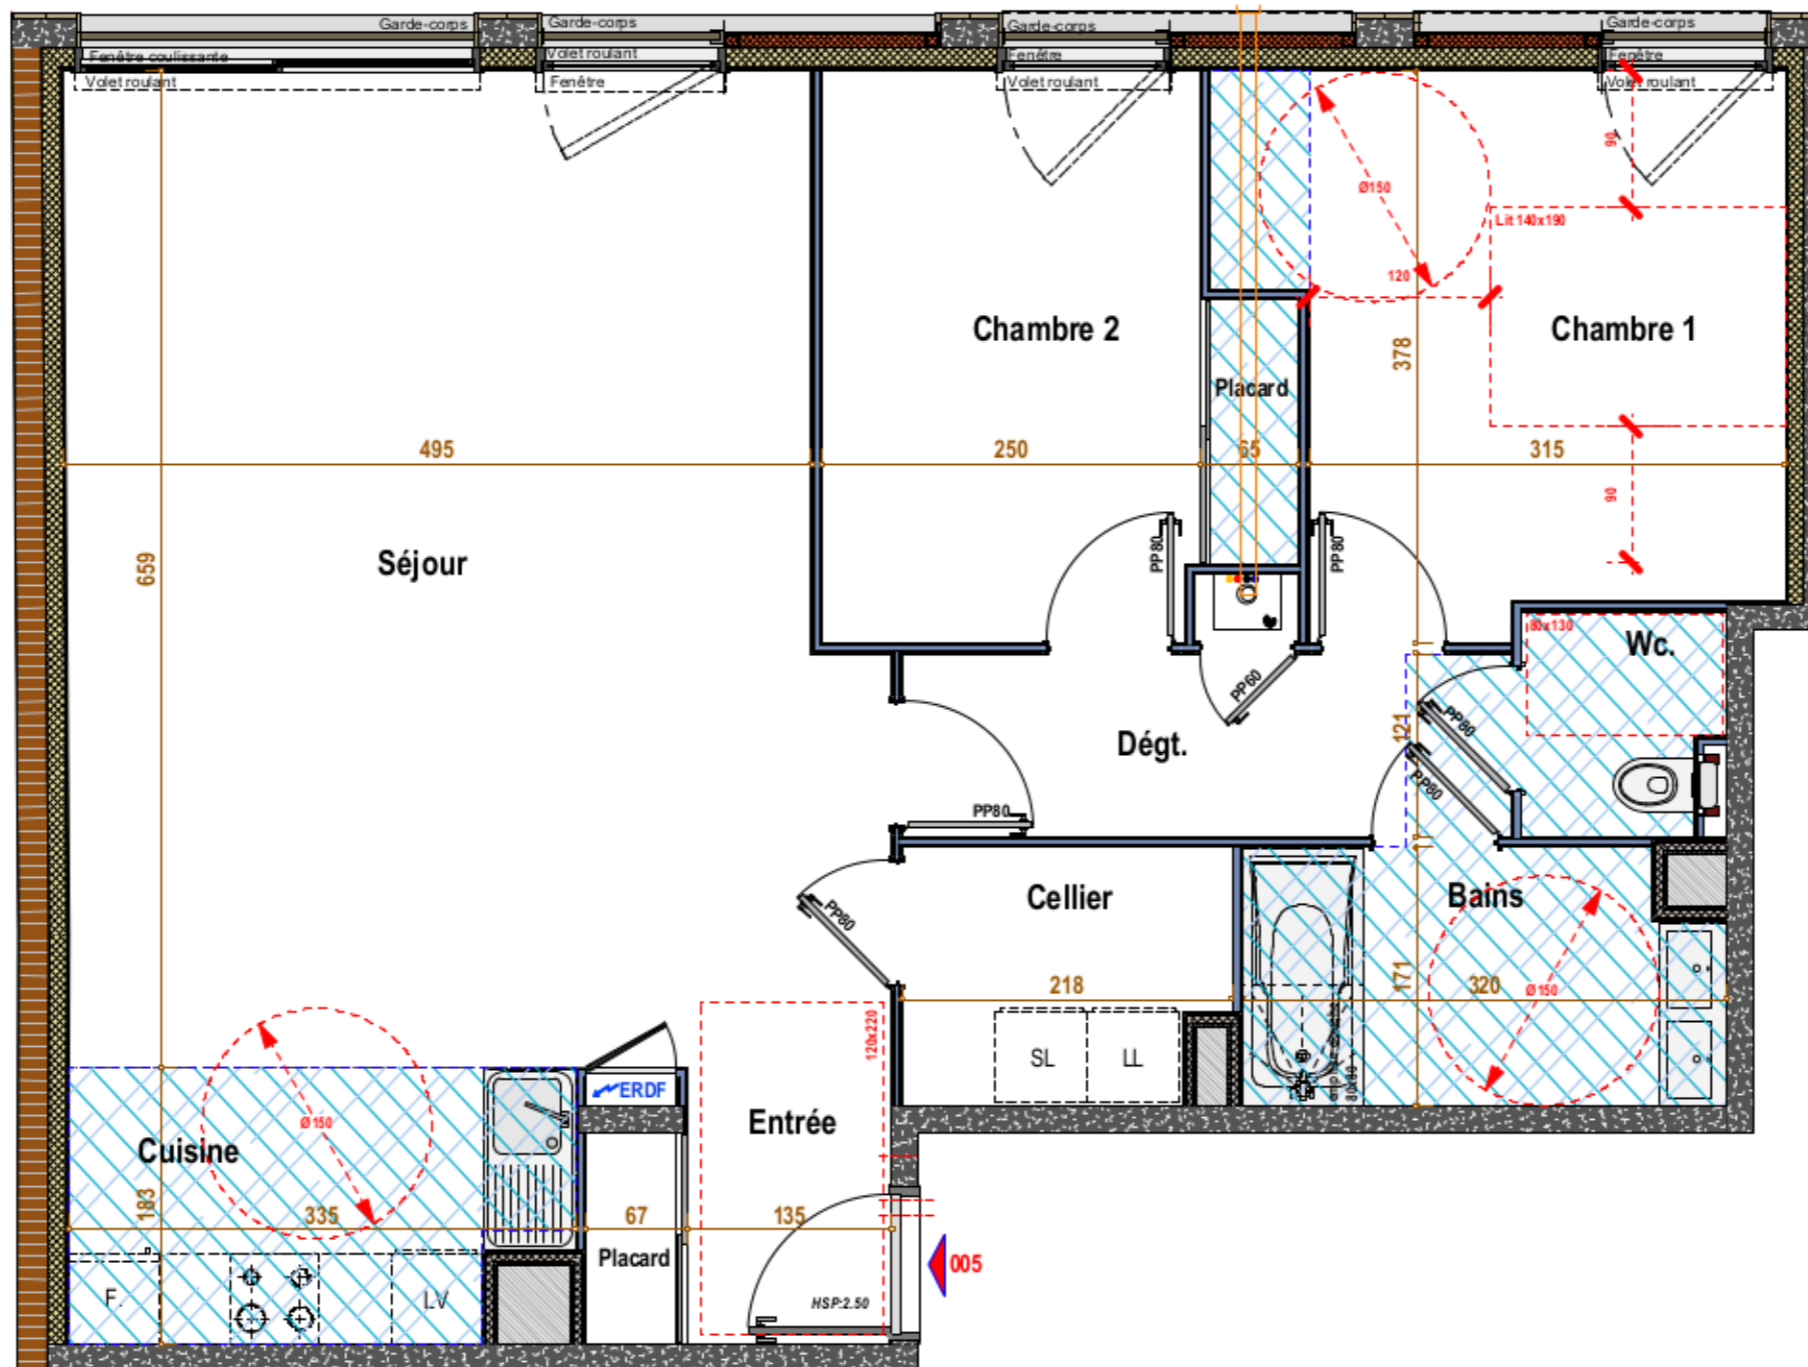 Garde-corps
Garde-corps
Garde-corps
Garde-corps
Fenêtre coulissante
Volet roulant
Volet roulant
Fenêtre
Fenêtre
Volet roulant
Fenêtre
Volet roulant
90
Ø150
Lit 140x190
120
Chambre 2
Chambre 1
378
Placard
495
250
65
315
90
PP80
PP80
Séjour
659
80x130
Wc.
PP60
Dégt.
121
PP80
PP80
PP80
Cellier
Bains
PP80
218
171
320
Ø150
120x220
SL
LL
80x80
ERDF
Entrée
Cuisine
Ø150
183
335
67
135
Placard
005
F.
LV
HSP:2.50